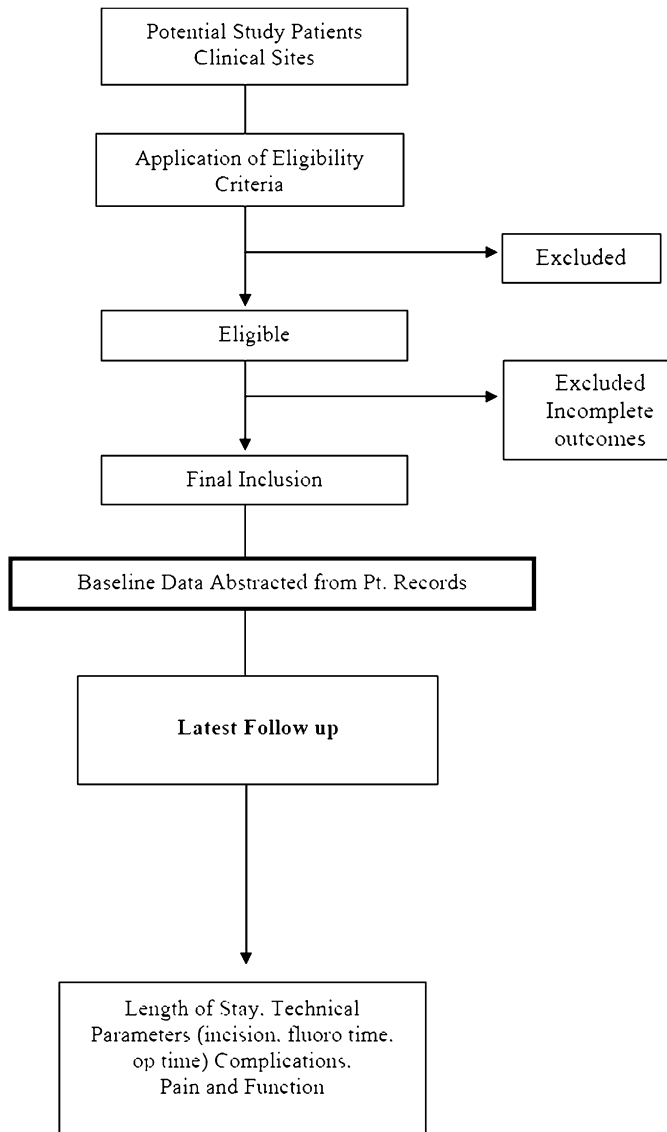 Potential Study Patients
Clinical Sites
Application of Eligibility
Criteria
Excluded
Eligible
Excluded
Incomplete
outcomes
Final Inclusion
Baseline Data Abstracted from Pt. Records
Latest Follow up
Length of Stay, Technical
Parameters (incision, fluoro time,
op time) Complications,
Pain and Function